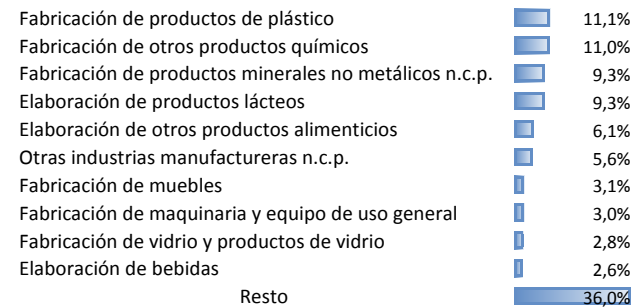 Fabricación de productos de plástico 11,1%
Fabricación de otros productos químicos 11,0%
Fabricación de productos minerales no metálicos n.c.p. 9,3%
Elaboración de productos lácteos 9,3%
Elaboración de otros productos alimenticios 6,1%
Otras industrias manufactureras n.c.p. 5,6%
Fabricación de muebles 3,1%
Fabricación de maquinaria y equipo de uso general 3,0%
Fabricación de vidrio y productos de vidrio 2,8%
Elaboración de bebidas 2,6%
Resto 36,0%